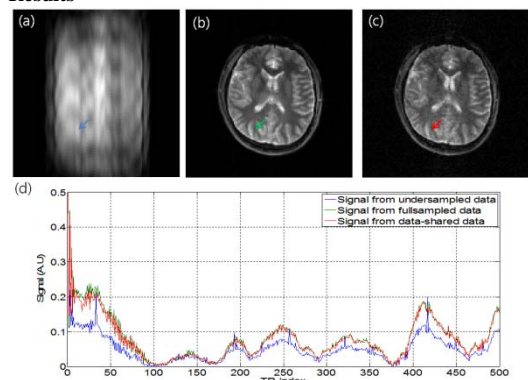 Results
(a)
(b)
(c)
(d)
0.5
0.4
0.3
0.2
0.1
0
Signal (A.U)
Signal from undersampled data
Signal from fullsampled data
Signal from data-shared data
0 50 100 150 200 250 300 350 400 450 500
TR Index